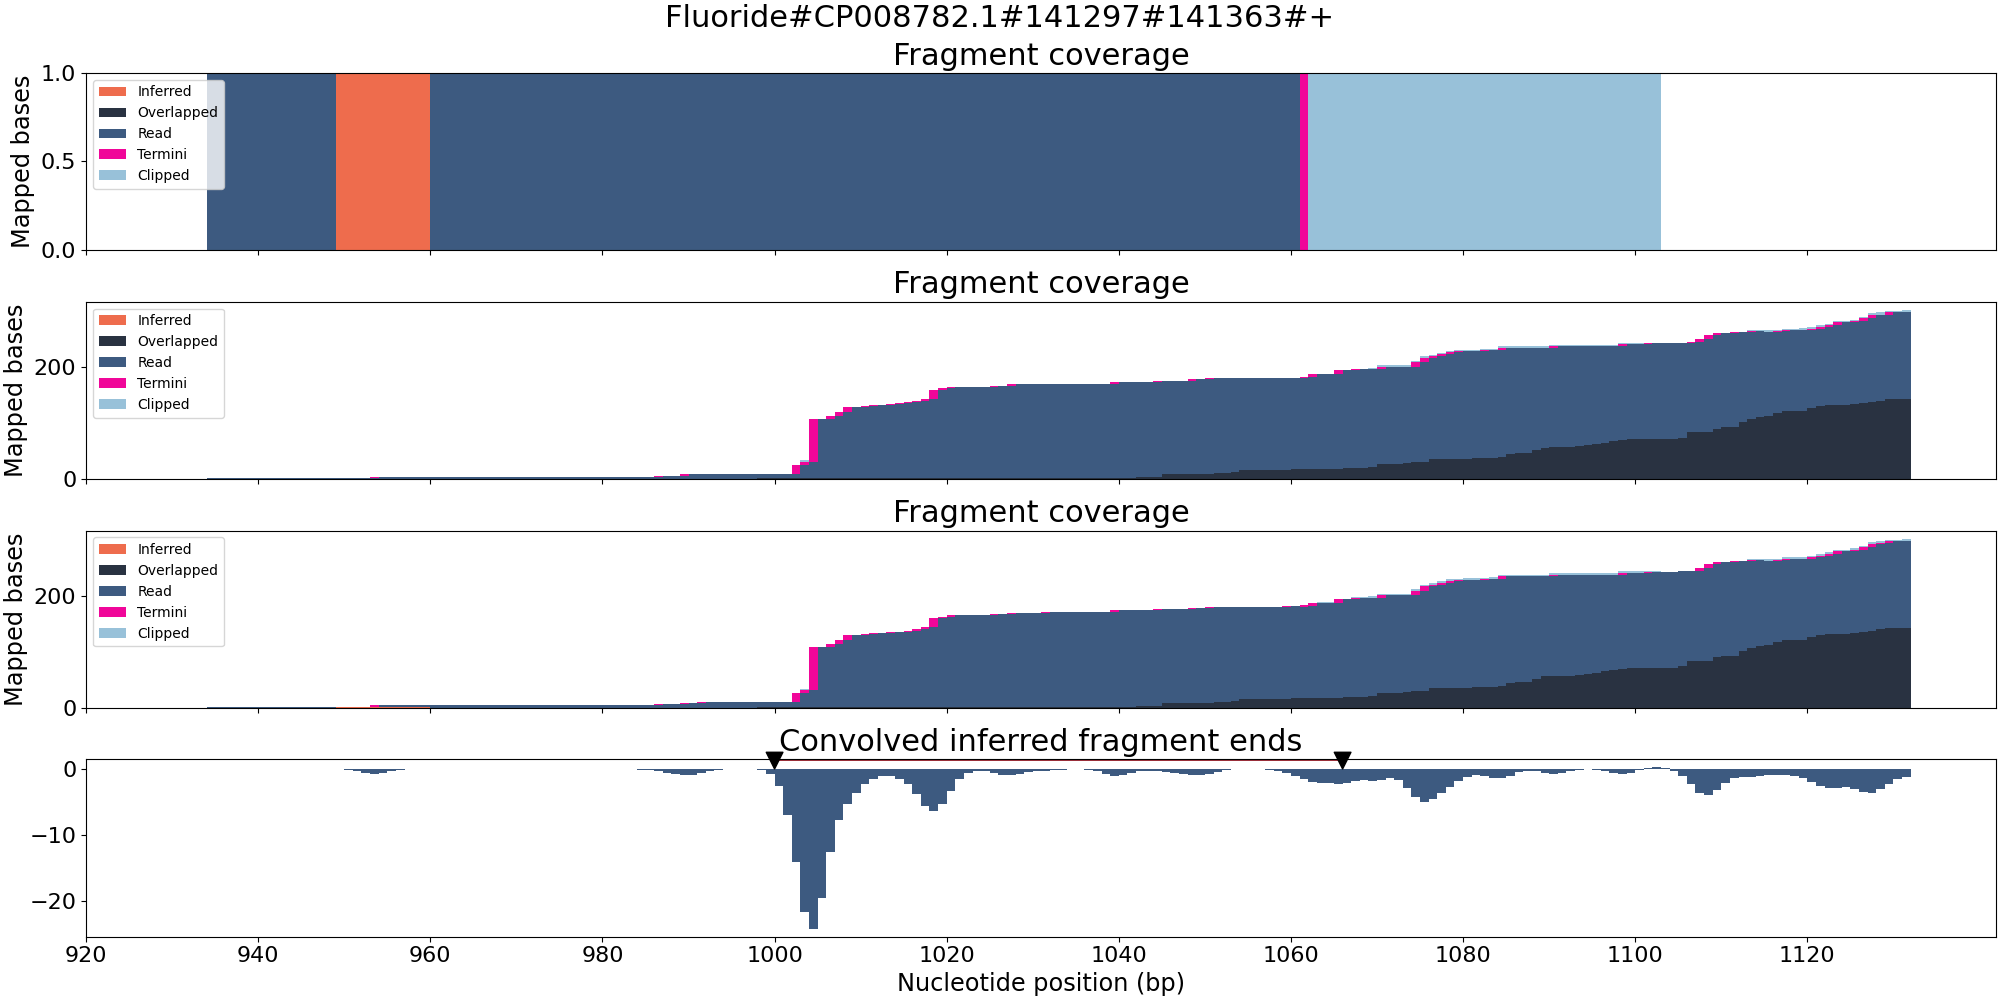 Fluoride#CP008782.1#141297#141363#+
Fragment coverage
Mapped bases
1.0
0.5
0.0
Inferred
Overlapped
Read
Termini
Clipped
Fragment coverage
Mapped bases
200
0
Inferred
Overlapped
Read
Termini
Clipped
Fragment coverage
Mapped bases
200
0
Inferred
Overlapped
Read
Termini
Clipped
Convolved inferred fragment ends
0
−10
−20
920 940 960 980 1000 1020 1040 1060 1080 1100 1120
Nucleotide position (bp)